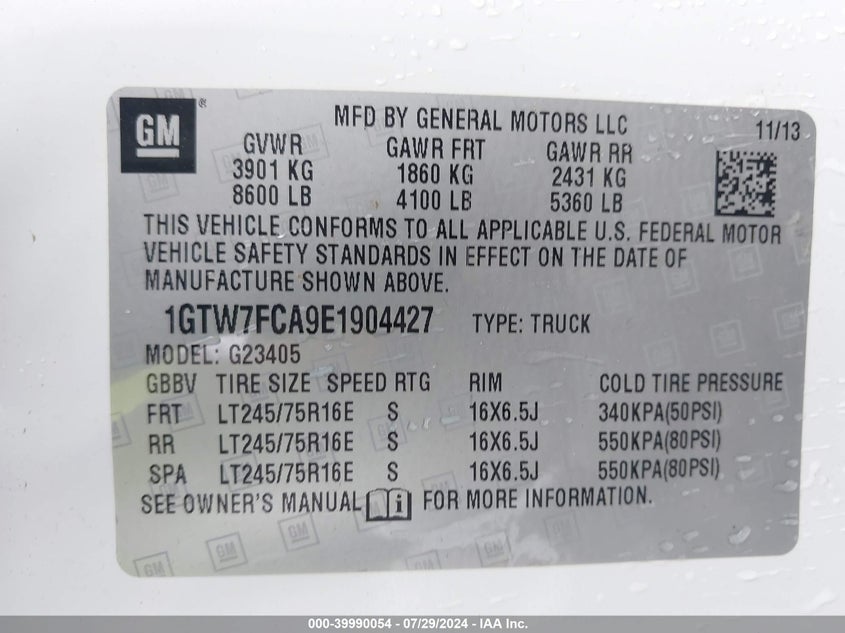 GM ® MFD BY GENERAL MOTORS LLC 11/13
GVWR GAWR FRT GAWR RR
3901 KG 1860 KG 2431 KG
8600 LB 4100 LB 5360 LB
THIS VEHICLE CONFORMS TO ALL APPLICABLE U.S. FEDERAL MOTOR
VEHICLE SAFETY STANDARDS IN EFFECT ON THE DATE OF
MANUFACTURE SHOWN ABOVE.
1GTW7FCA9E1904427 TYPE: TRUCK
MODEL: G23405
GBBV TIRE SIZE SPEED RTG RIM COLD TIRE PRESSURE
FRT LT245/75R16E S 16X6.5J 340KPA(50PSI)
RR LT245/75R16E S 16X6.5J 550KPA(80PSI)
SPA LT245/75R16E S 16X6.5J 550KPA(80PSI)
SEE OWNER'S MANUAL i FOR MORE INFORMATION.
000-39990054 - 07/29/2024 - IAA Inc.